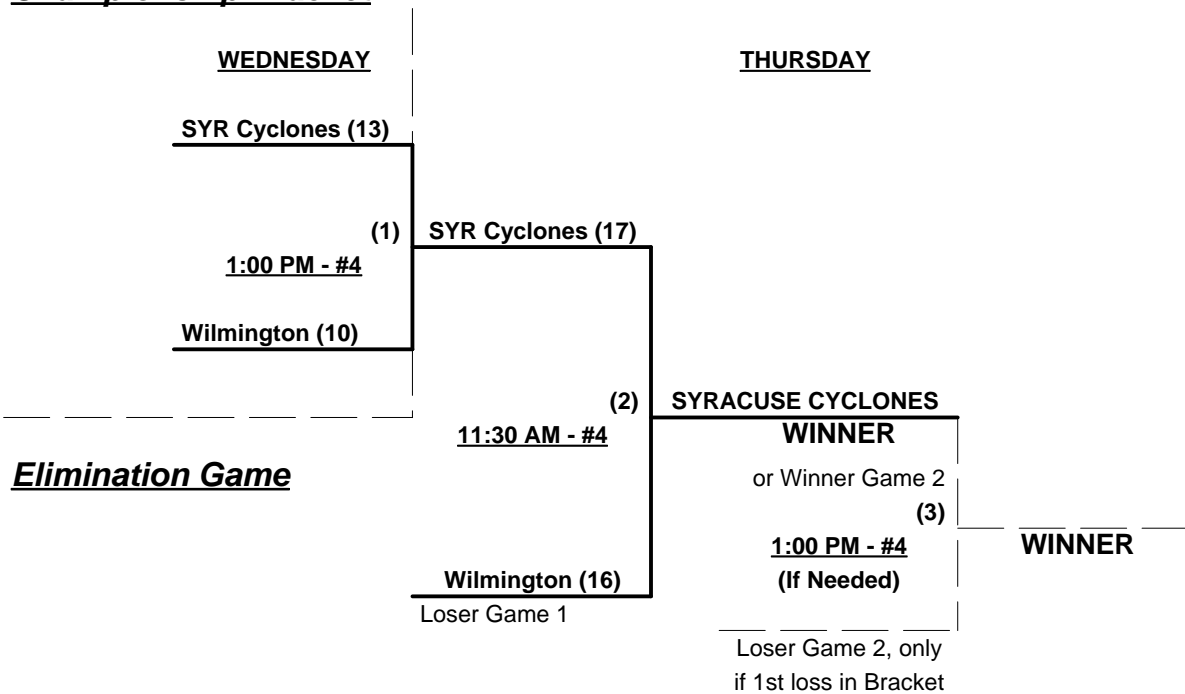 WEDNESDAY
THURSDAY
SYR Cyclones (13)
(1)
SYR Cyclones (17)
1:00 PM - #4
Wilmington (10)
(2)
SYRACUSE CYCLONES
11:30 AM - #4
WINNER
Elimination Game
or Winner Game 2
(3)
1:00 PM - #4
WINNER
Wilmington (16)
(If Needed)
Loser Game 1
Loser Game 2, only
if 1st loss in Bracket